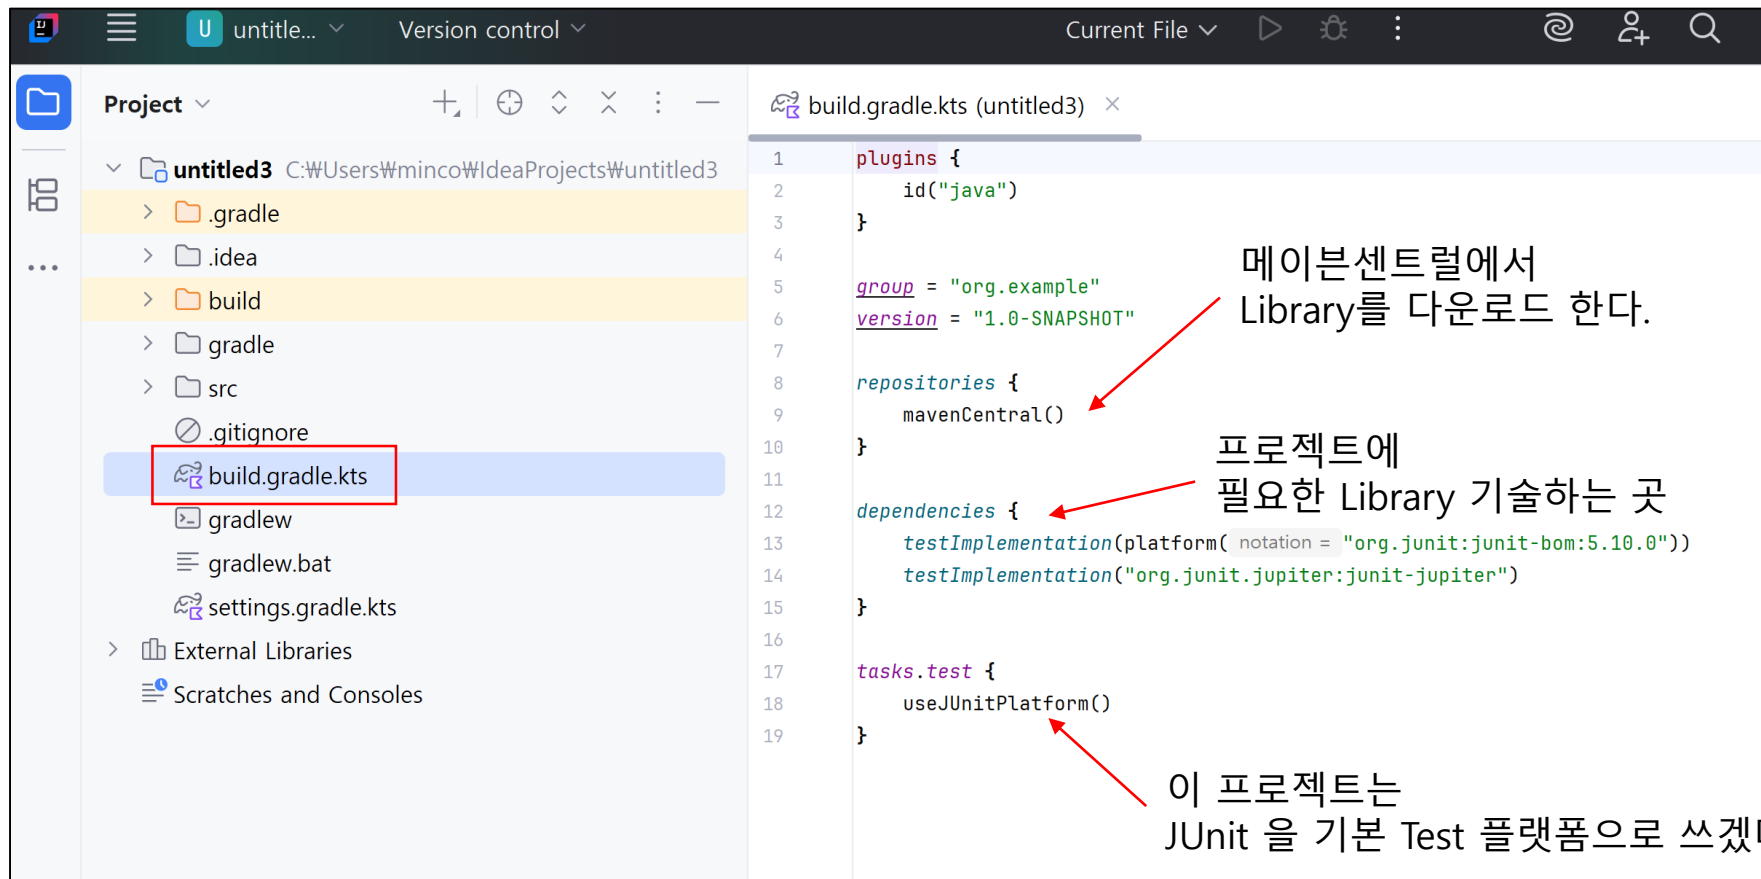 U untitle... Version control Current File
Project
untitled3 C:₩Users₩minco₩IdeaProjects₩untitled3
.gradle
.idea
build
gradle
src
.gitignore
build.gradle.kts
gradlew
gradlew.bat
settings.gradle.kts
External Libraries
Scratches and Consoles
build.gradle.kts (untitled3)
1 plugins {
2 id("java")
3 }
4
5 group = "org.example"
6 version = "1.0-SNAPSHOT"
7
8 repositories {
9 mavenCentral()
10 }
11
12 dependencies {
13 testImplementation(platform( notation = "org.junit:junit-bom:5.10.0"))
14 testImplementation("org.junit.jupiter:junit-jupiter")
15 }
16
17 tasks.test {
18 useJUnitPlatform()
19 }
메이븐센트럴에서
Library를 다운로드 한다.
프로젝트에
필요한 Library 기술하는 곳
이 프로젝트는
JUnit 을 기본 Test 플랫폼으로